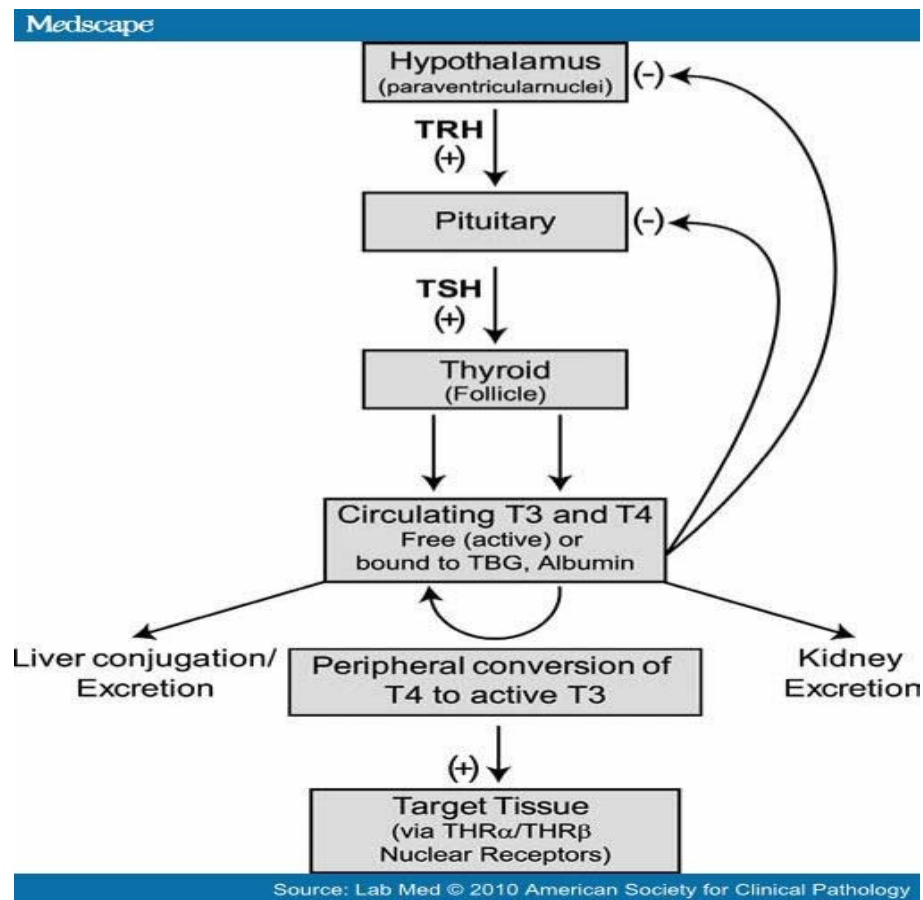 Medscape
Hypothalamus
(paraventricularnuclei)
(−)
TRH
(+)
Pituitary
(−)
TSH
(+)
Thyroid
(Follicle)
Circulating T3 and T4
Free (active) or
bound to TBG, Albumin
Liver conjugation/
Excretion
Peripheral conversion of
T4 to active T3
Kidney
Excretion
(+)
Target Tissue
(via THRα/THRβ
Nuclear Receptors)
Source: Lab Med © 2010 American Society for Clinical Pathology